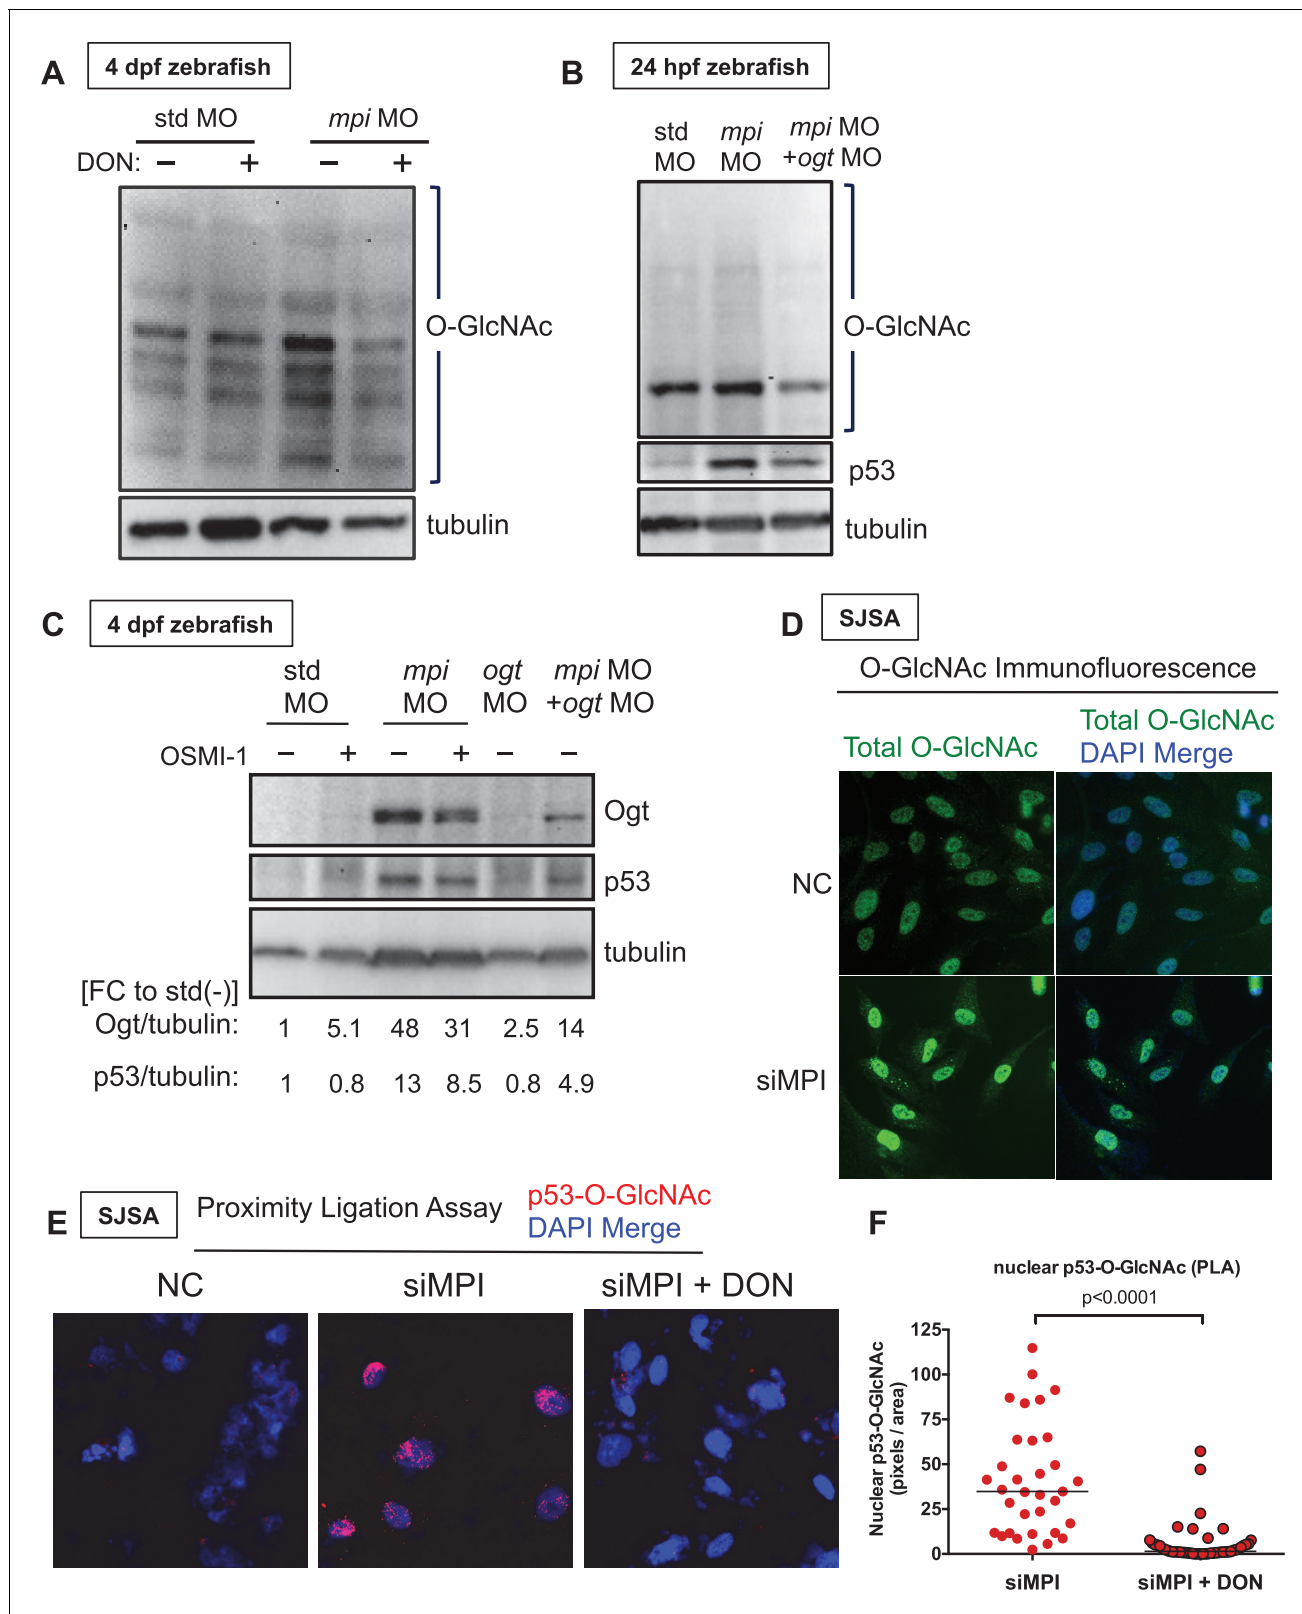 A
4 dpf zebrafish
std MO
mpi MO
DON: – + – +
O-GlcNAc
tubulin
B
24 hpf zebrafish
std MO
mpi MO
mpi MO +ogt MO
O-GlcNAc
p53
tubulin
C
4 dpf zebrafish
std MO
mpi MO
ogt MO
mpi MO +ogt MO
OSMI-1 – + – + – –
Ogt
p53
tubulin
[FC to std(-)]
Ogt/tubulin: 1 5.1 48 31 2.5 14
p53/tubulin: 1 0.8 13 8.5 0.8 4.9
D
SJSA
O-GlcNAc Immunofluorescence
Total O-GlcNAc
Total O-GlcNAc
DAPI Merge
NC
siMPI
E
SJSA
Proximity Ligation Assay
p53-O-GlcNAc
DAPI Merge
NC
siMPI
siMPI + DON
F
nuclear p53-O-GlcNAc (PLA)
p<0.0001
Nuclear p53-O-GlcNAc
(pixels / area)
125
100
75
50
25
0
siMPI
siMPI + DON